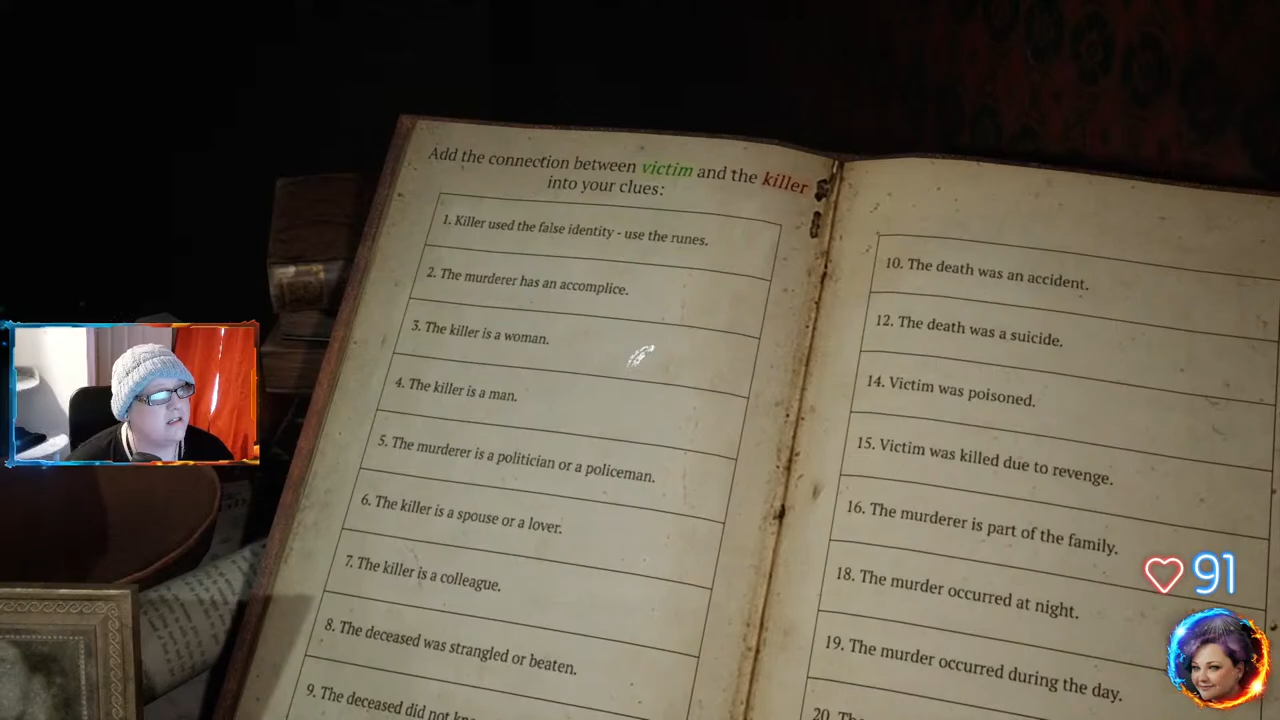 Add the connection between victim and the killer
into your clues:
1. Killer used the false identity - use the runes.
2. The murderer has an accomplice.
3. The killer is a woman.
4. The killer is a man.
5. The murderer is a politician or a policeman.
6. The killer is a spouse or a lover.
7. The killer is a colleague.
8. The deceased was strangled or beaten.
9. The deceased did not
10. The death was an accident.
12. The death was a suicide.
14. Victim was poisoned.
15. Victim was killed due to revenge.
16. The murderer is part of the family.
18. The murder occurred at night.
19. The murder occurred during the day.
20.
91